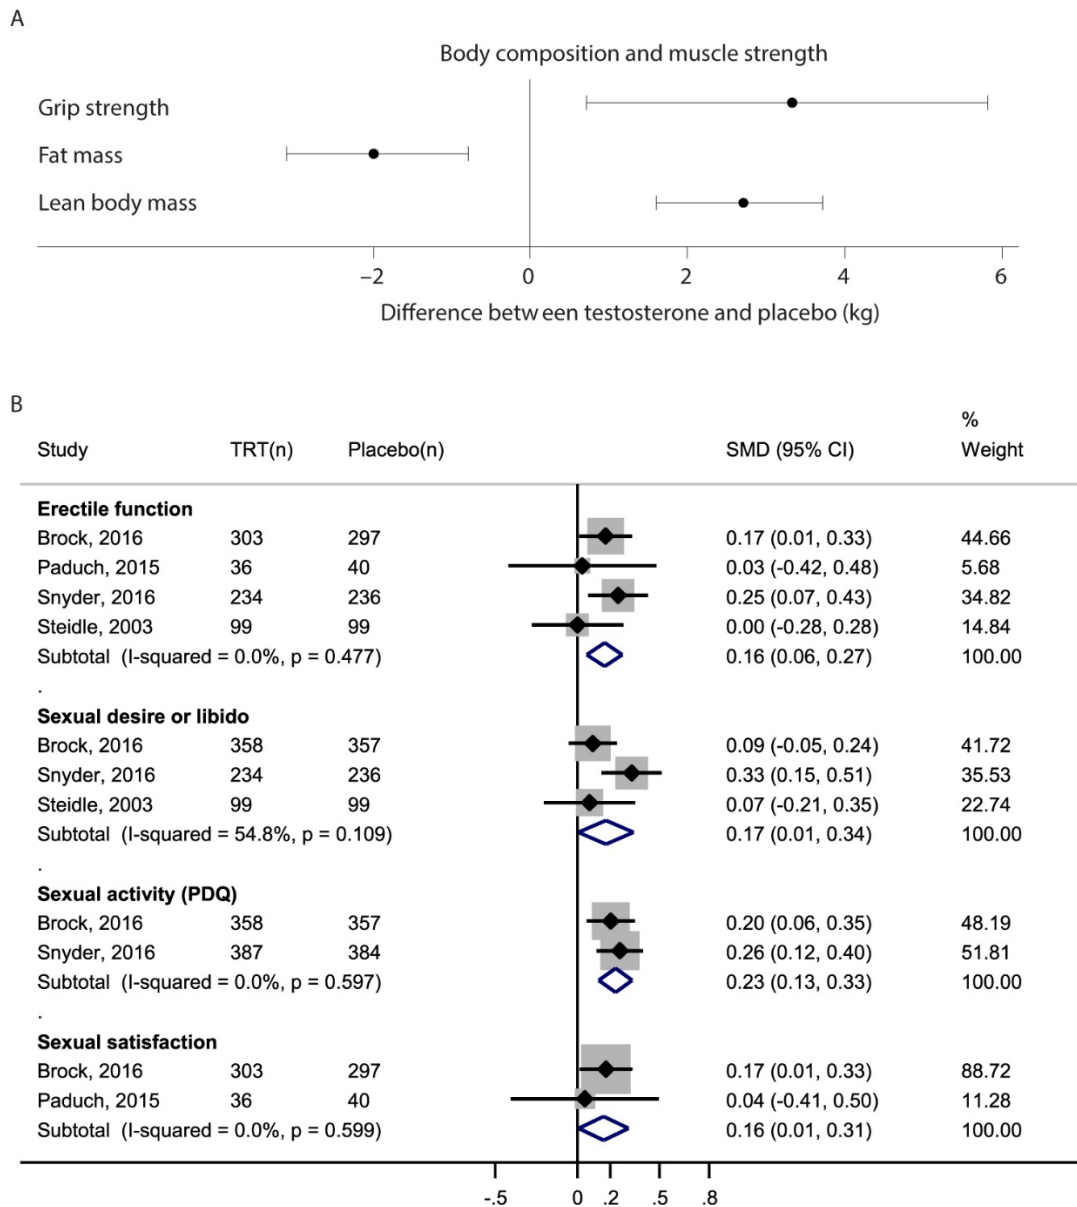 A
Body composition and muscle strength
Grip strength
Fat mass
Lean body mass
−2 0 2 4 6
Difference betw een testosterone and placebo (kg)
B
%
Study TRT(n) Placebo(n) SMD (95% CI) Weight
Erectile function
Brock, 2016 303 297 0.17 (0.01, 0.33) 44.66
Paduch, 2015 36 40 0.03 (-0.42, 0.48) 5.68
Snyder, 2016 234 236 0.25 (0.07, 0.43) 34.82
Steidle, 2003 99 99 0.00 (-0.28, 0.28) 14.84
Subtotal (I-squared = 0.0%, p = 0.477) 0.16 (0.06, 0.27) 100.00
.
Sexual desire or libido
Brock, 2016 358 357 0.09 (-0.05, 0.24) 41.72
Snyder, 2016 234 236 0.33 (0.15, 0.51) 35.53
Steidle, 2003 99 99 0.07 (-0.21, 0.35) 22.74
Subtotal (I-squared = 54.8%, p = 0.109) 0.17 (0.01, 0.34) 100.00
.
Sexual activity (PDQ)
Brock, 2016 358 357 0.20 (0.06, 0.35) 48.19
Snyder, 2016 387 384 0.26 (0.12, 0.40) 51.81
Subtotal (I-squared = 0.0%, p = 0.597) 0.23 (0.13, 0.33) 100.00
.
Sexual satisfaction
Brock, 2016 303 297 0.17 (0.01, 0.33) 88.72
Paduch, 2015 36 40 0.04 (-0.41, 0.50) 11.28
Subtotal (I-squared = 0.0%, p = 0.599) 0.16 (0.01, 0.31) 100.00
-.5 0 .2 .5 .8